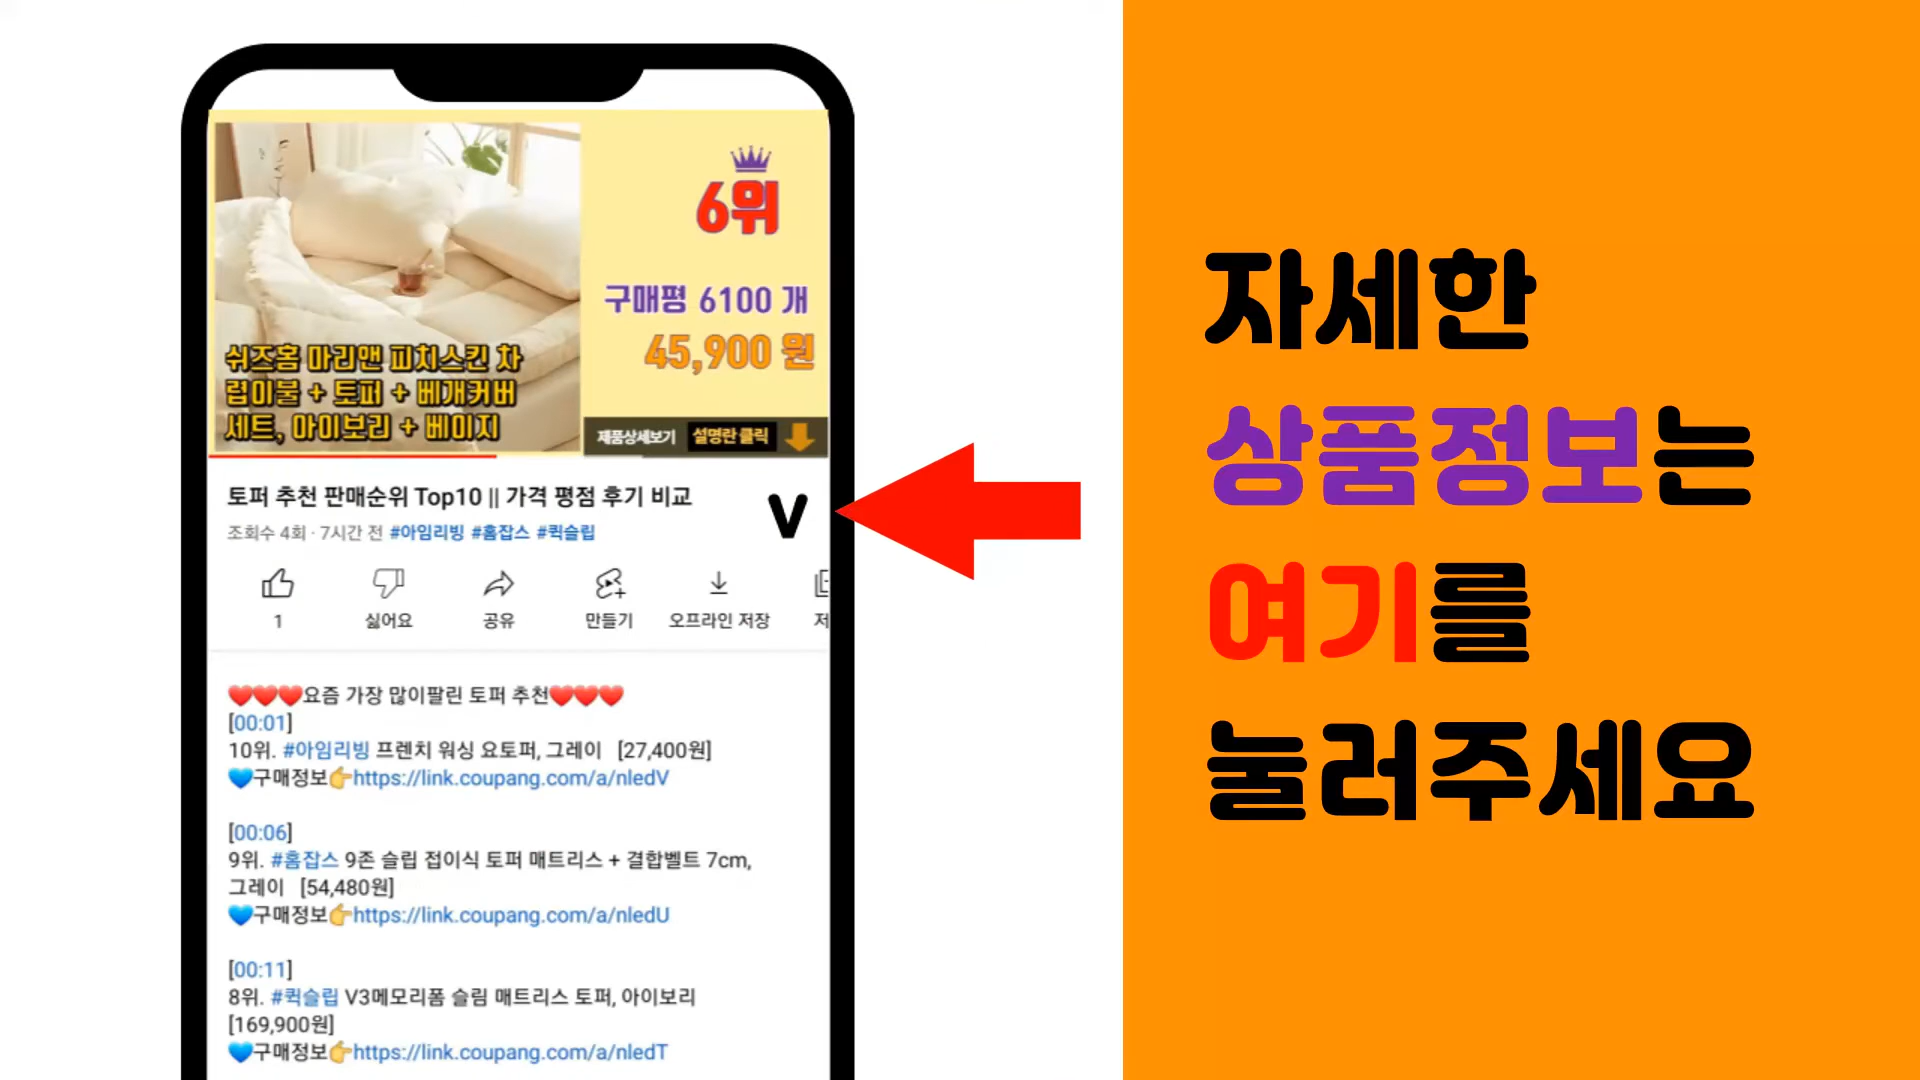 6위
구매평 6100 개
45,900 원
쉬즈홈 마리앤 피치스킨 차
렵이불 + 토퍼 + 베개커버
세트, 아이보리 + 베이지
제품상세보기 설명란 클릭
토퍼 추천 판매순위 Top10 || 가격 평점 후기 비교
V
조회수 4회 · 7시간 전 #아임리빙 #홈잡스 #퀵슬립
1 싫어요 공유 만들기 오프라인 저장 저
❤️❤️❤️요즘 가장 많이팔린 토퍼 추천❤️❤️❤️
[00:01]
10위. #아임리빙 프렌치 워싱 요토퍼, 그레이 [27,400원]
💙구매정보👉https://link.coupang.com/a/nledV
[00:06]
9위. #홈잡스 9존 슬립 접이식 토퍼 매트리스 + 결합벨트 7cm,
그레이 [54,480원]
💙구매정보👉https://link.coupang.com/a/nledU
[00:11]
8위. #퀵슬립 V3메모리폼 슬림 매트리스 토퍼, 아이보리
[169,900원]
💙구매정보👉https://link.coupang.com/a/nledT
자세한
상품정보는
여기를
눌러주세요